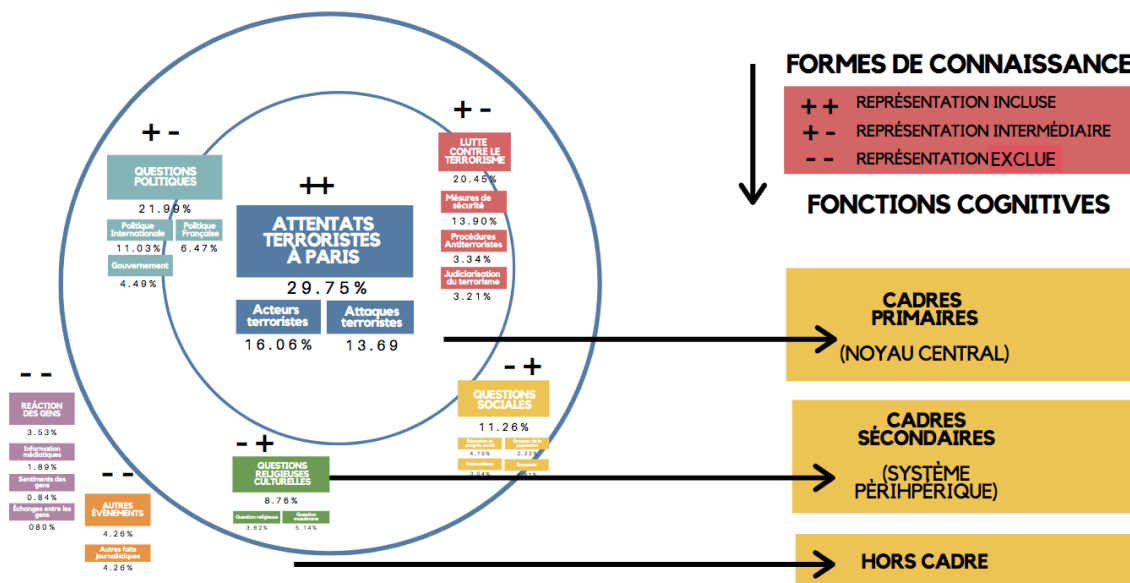 + -
QUESTIONS
POLITIQUES
21.99%
Politique
Internationale
11.03%
Politique
Française
6.47%
Gouvernement
4.49%
++
ATTENTATS
TERRORISTES
À PARIS
29.75%
Acteurs
terroristes
16.06%
Attaques
terroristes
13.69
+ -
LUTTE
CONTRE LE
TERRORISME
20.45%
Mésures de
sécurité
13.90%
Procédures
Antiterroristes
3.34%
Judiciarisation
du terrorisme
3.21%
- +
QUESTIONS
SOCIALES
11.26%
Éducation et
progrès social
4.19%
Groupes de la
population
2.22%
Nationalisme
3.04%
Économie
- +
QUESTIONS
RELIGIEUSES
CULTURELLES
8.76%
Question religieuse
3.62%
Question
musulmane
5.14%
- -
RÉACTION
DES GENS
3.53%
Information
médiatiques
1.89%
Sentiments des
gens
0.84%
Échanges entre les
gens
080%
- -
AUTRES
ÉVÉNEMENTS
4.26%
Autres faits
journalistiques
4.26%
FORMES DE CONNAISSANCE
++ REPRÉSENTATION INCLUSE
+ - REPRÉSENTATION INTERMÉDIAIRE
- - REPRÉSENTATION EXCLUE
FONCTIONS COGNITIVES
CADRES
PRIMAIRES
(NOYAU CENTRAL)
CADRES
SÉCONDAIRES
(SYSTÈME
PÈRIHPÉRIQUE)
HORS CADRE